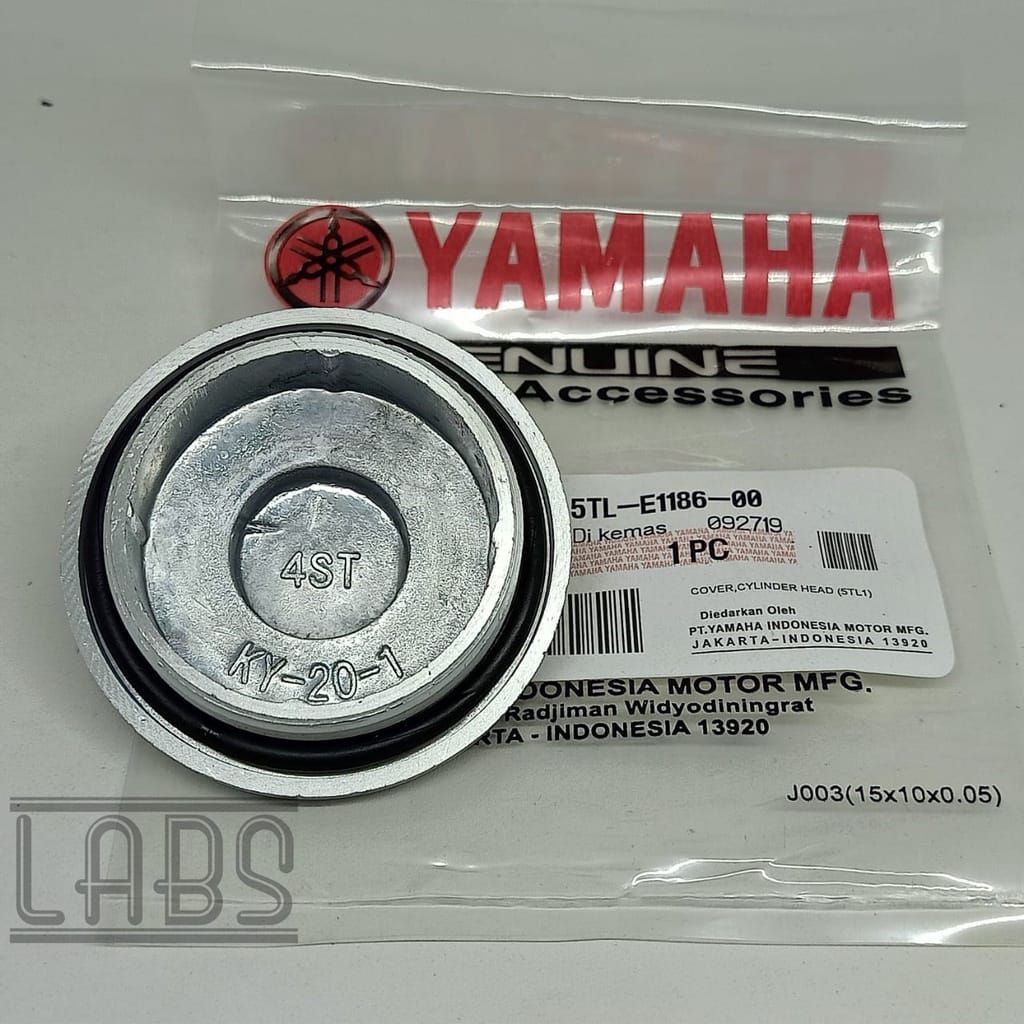 YAMAHA
ENUINE
Accessories
5TL-E1186-00
Di kemas 092719
1 PC
COVER,CYLINDER HEAD (5TL1)
Diedarkan Oleh
PT.YAMAHA INDONESIA MOTOR MFG.
JAKARTA-INDONESIA 13920
4ST
KY-20-1
DONESIA MOTOR MFG.
Radjiman Widyodiningrat
RTA - INDONESIA 13920
J003(15x10x0.05)
LABS